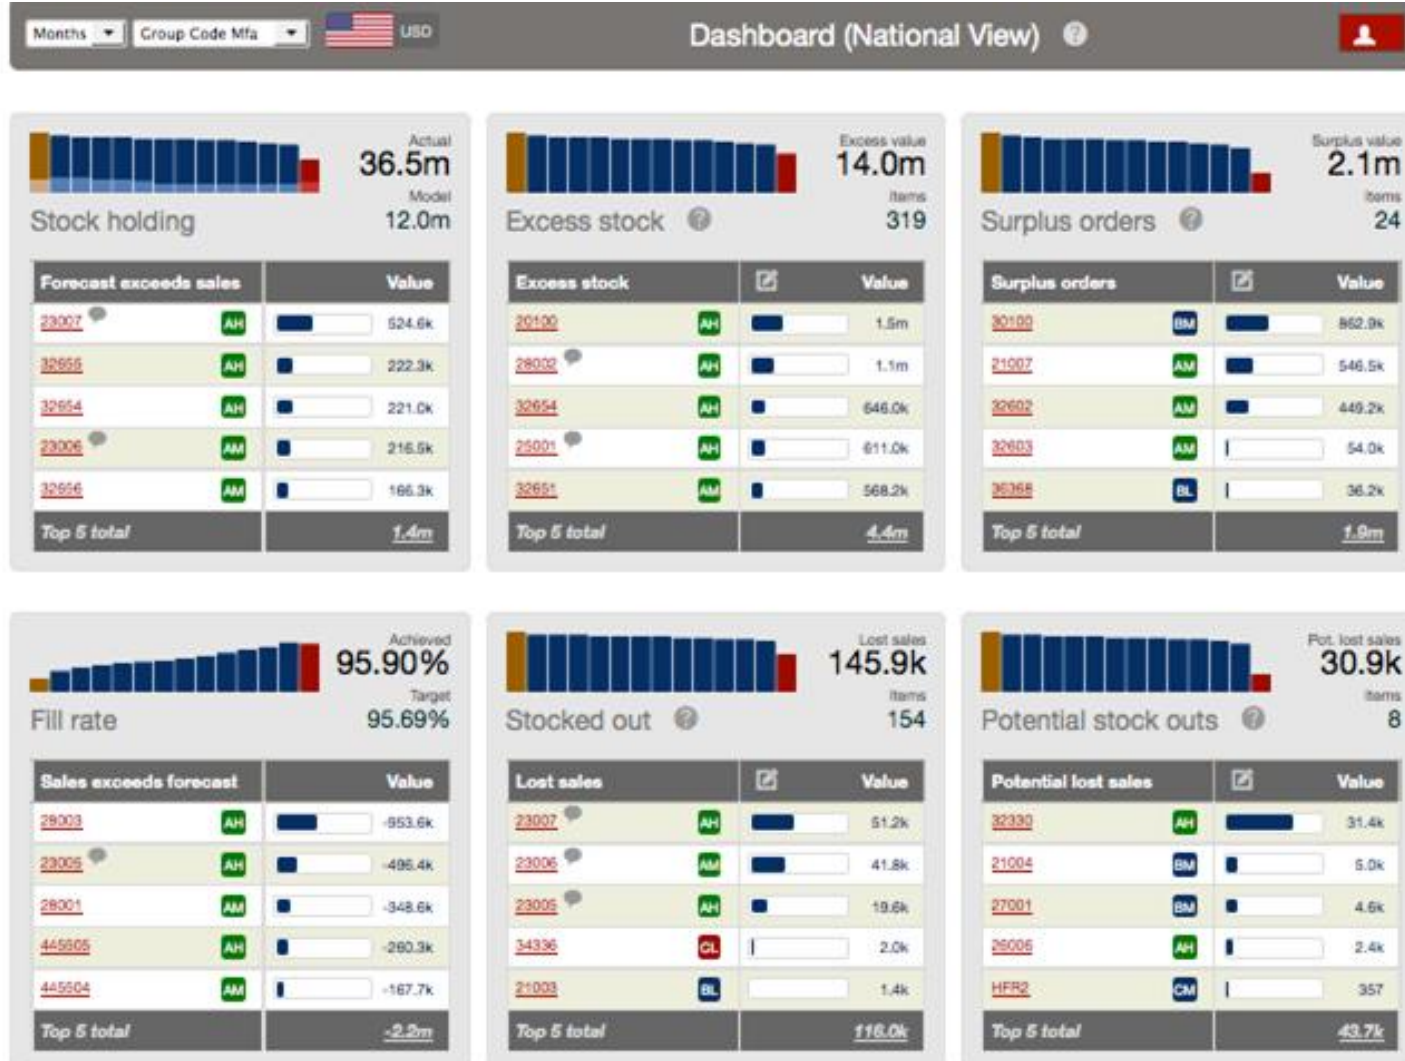 Months Group Code Mfa USD Dashboard (National View) ?
Actual
36.5m
Model
Stock holding 12.0m
Forecast exceeds sales Value
23007 AH 524.6k
32655 AH 222.3k
32654 AH 221.0k
23006 AM 216.5k
32656 AM 166.3k
Top 5 total 1.4m
Excess value
14.0m
Items
Excess stock ? 319
Excess stock Value
20100 AH 1.5m
28002 AH 1.1m
32654 AH 646.0k
25001 AH 611.0k
32651 AM 568.2k
Top 5 total 4.4m
Surplus value
2.1m
Items
Surplus orders ? 24
Surplus orders Value
30100 BM 862.9k
21007 AM 546.5k
32602 AM 449.2k
32603 AM 54.0k
36368 BL 36.2k
Top 5 total 1.9m
Achieved
95.90%
Target
Fill rate 95.69%
Sales exceeds forecast Value
28003 AH -953.6k
23005 AH -496.4k
28001 AM -348.6k
445505 AH -260.3k
445504 AM -167.7k
Top 5 total -2.2m
Lost sales
145.9k
Items
Stocked out ? 154
Lost sales Value
23007 AH 51.2k
23006 AM 41.8k
23005 AH 19.6k
34336 CL 2.0k
21003 BL 1.4k
Top 5 total 116.0k
Pot. lost sales
30.9k
Items
Potential stock outs ? 8
Potential lost sales Value
32330 AH 31.4k
21004 BM 5.0k
27001 BM 4.6k
26006 AH 2.4k
HFR2 CM 357
Top 5 total 43.7k